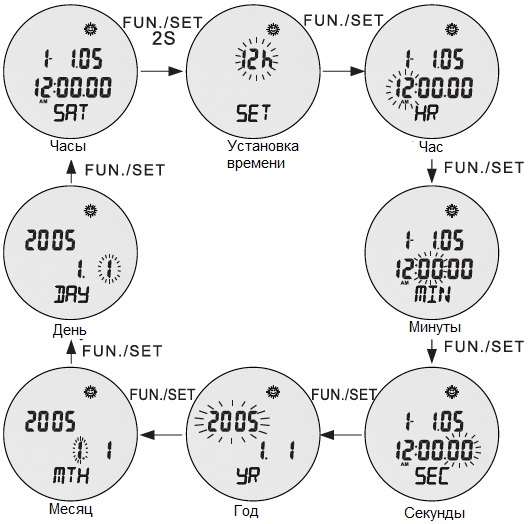 FUN./SET
2S
FUN./SET
1- 1.05
12:00.00
AM
SAT
Часы
12h
SET
Установка
времени
1- 1.05
12:00.00
AM
HR
Час
FUN./SET
FUN./SET
2005
1. 1
DAY
День
1- 1.05
12:00.00
AM
MIN
Минуты
FUN./SET
FUN./SET
2005
1. 1
MTH
Месяц
FUN./SET
2005
1. 1
YR
Год
FUN./SET
1- 1.05
12:00.00
AM
SEC
Секунды